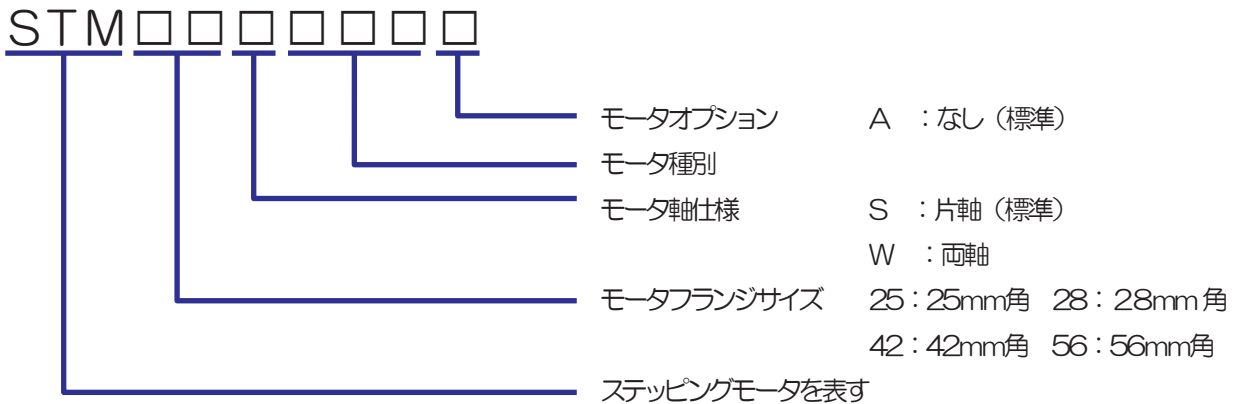 STM□□□□□□□
モータオプション A :なし(標準)
モータ種別
モータ軸仕様 S :片軸(標準)
W :両軸
モータフランジサイズ 25:25mm角 28:28mm角
42:42mm角 56:56mm角
ステッピングモータを表す